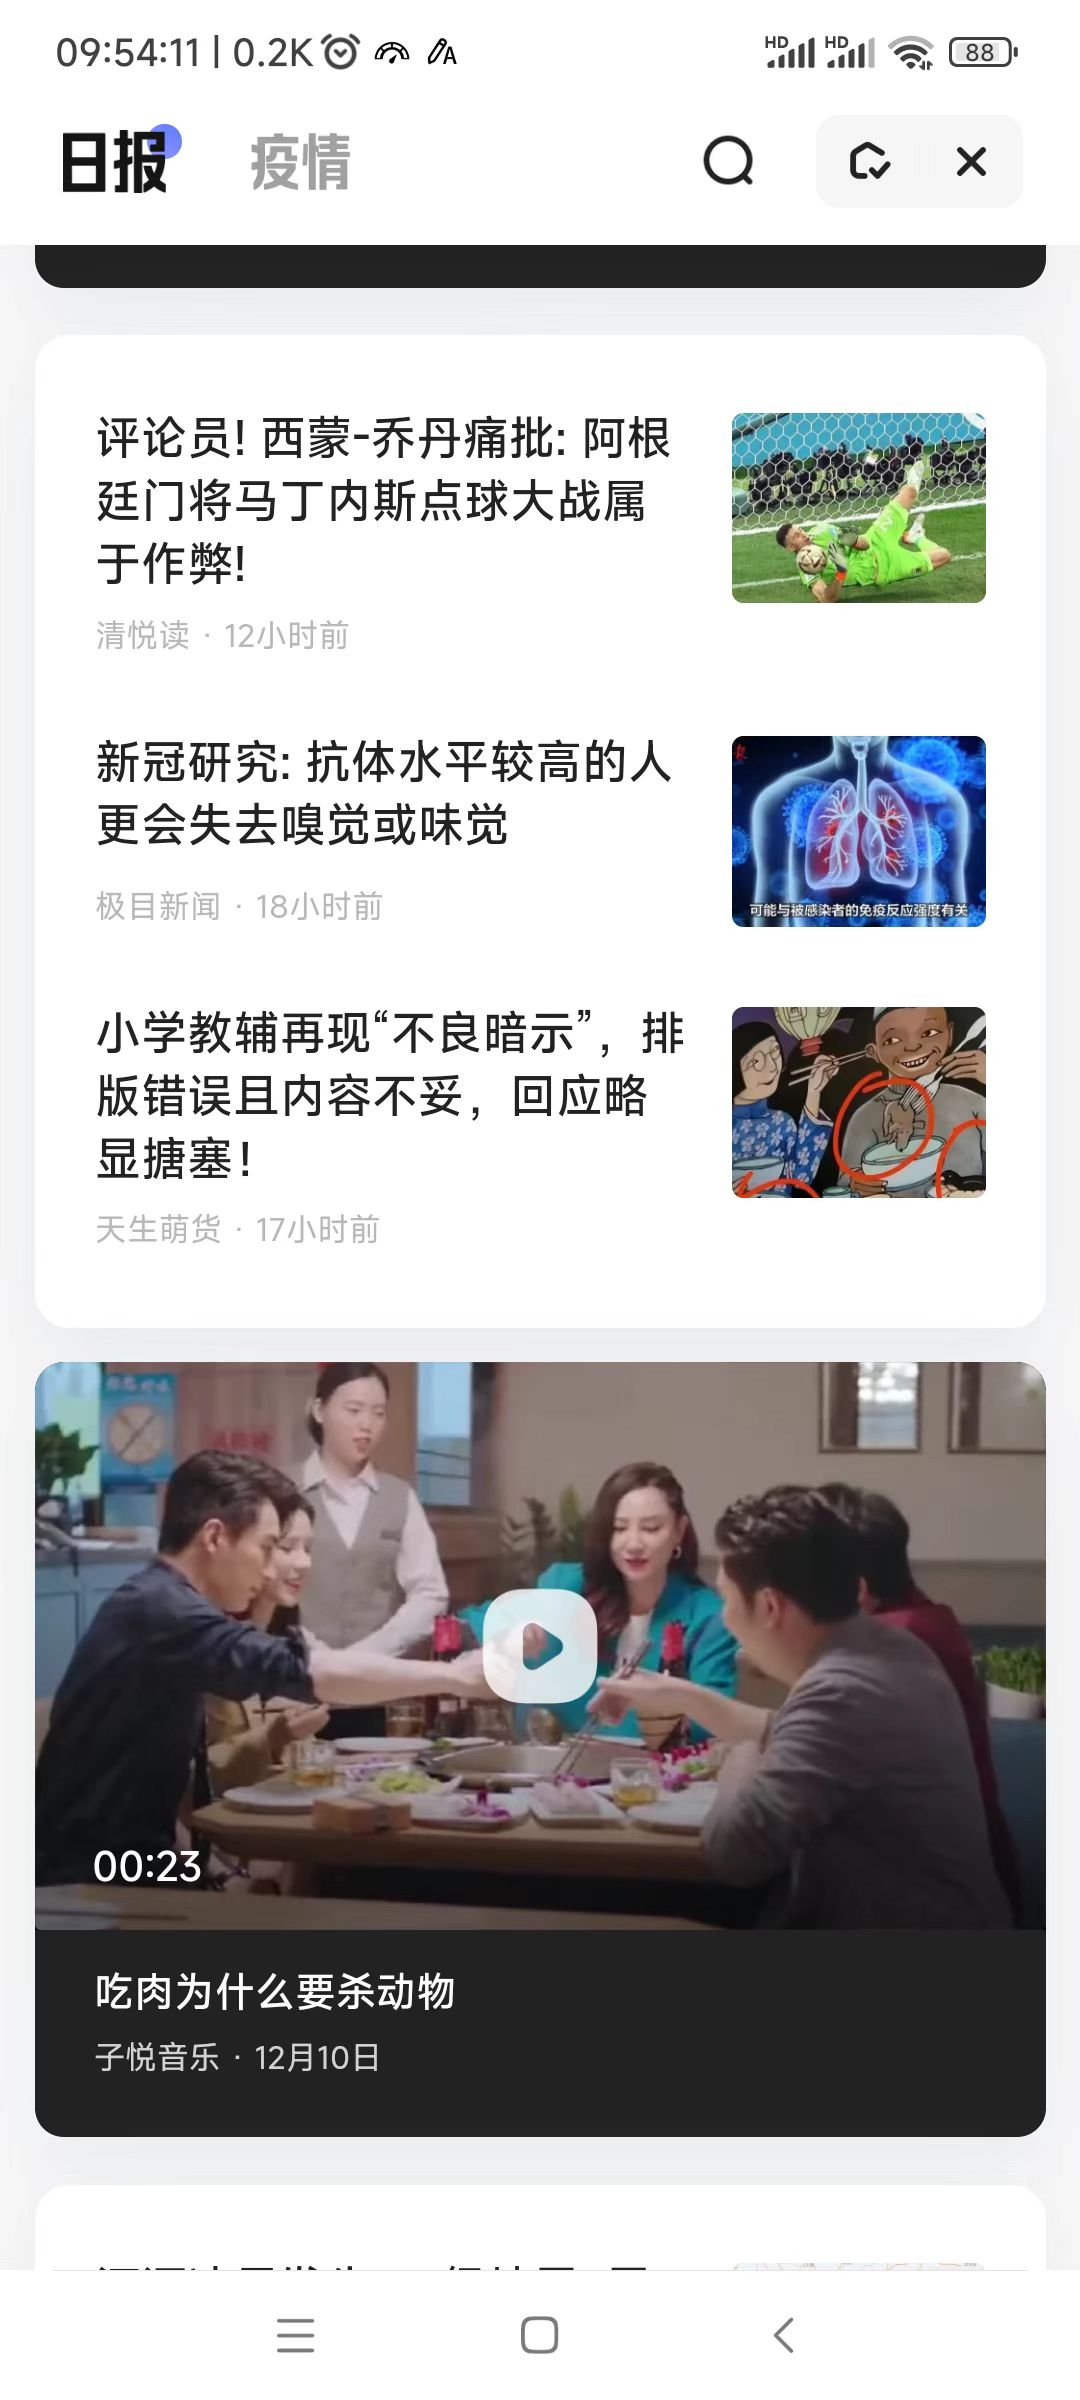 09:54:11 | 0.2K
HD HD 88
日报 疫情
评论员! 西蒙-乔丹痛批: 阿根
廷门将马丁内斯点球大战属
于作弊!
清悦读 · 12小时前
新冠研究: 抗体水平较高的人
更会失去嗅觉或味觉
极目新闻 · 18小时前
可能与被感染者的免疫反应强度有关
小学教辅再现“不良暗示”，排
版错误且内容不妥，回应略
显搪塞！
天生萌货 · 17小时前
00:23
吃肉为什么要杀动物
子悦音乐 · 12月10日